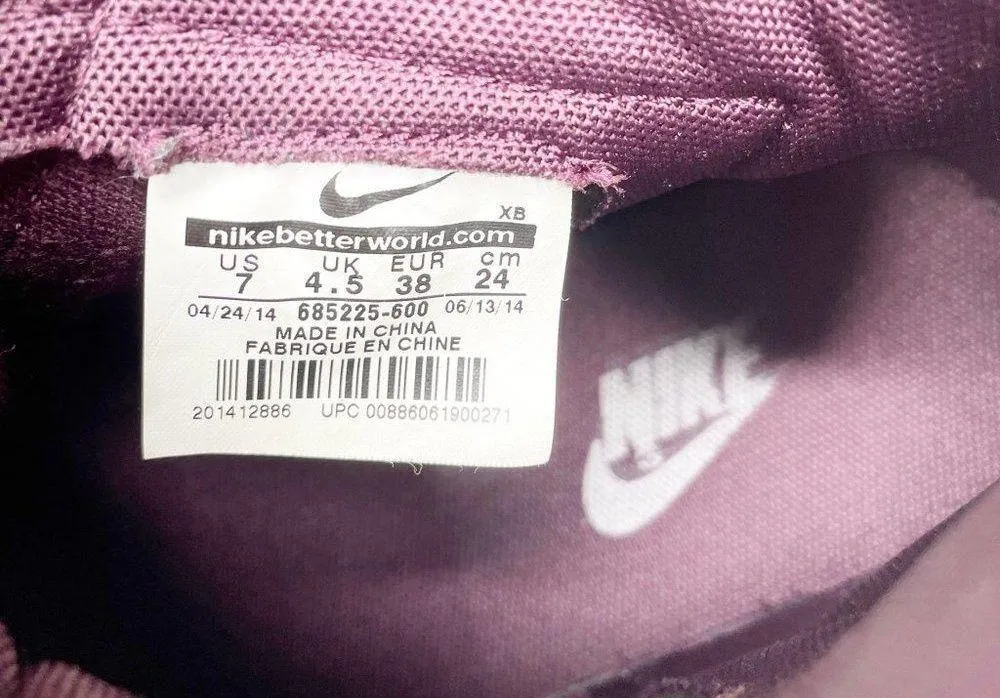 XB
nikebetterworld.com
US UK EUR cm
7 4.5 38 24
04/24/14 685225-600 06/13/14
MADE IN CHINA
FABRIQUE EN CHINE
201412886 UPC 00886061900271
NIKE